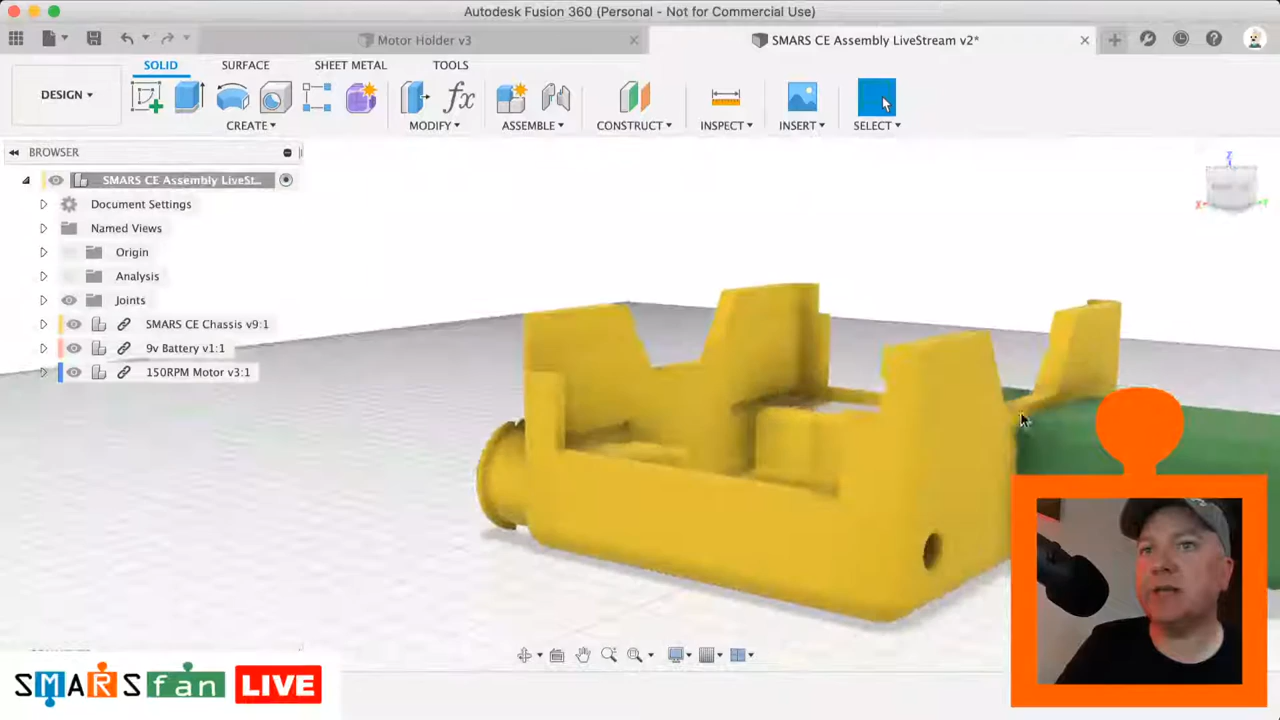 Autodesk Fusion 360 (Personal - Not for Commercial Use)
Motor Holder v3
SMARS CE Assembly LiveStream v2*
DESIGN
SOLID
SURFACE
SHEET METAL
TOOLS
CREATE
MODIFY
ASSEMBLE
CONSTRUCT
INSPECT
INSERT
SELECT
BROWSER
SMARS CE Assembly LiveSt...
Document Settings
Named Views
Origin
Analysis
Joints
SMARS CE Chassis v9:1
9v Battery v1:1
150RPM Motor v3:1
Z
X
Y
SMARSfan LIVE